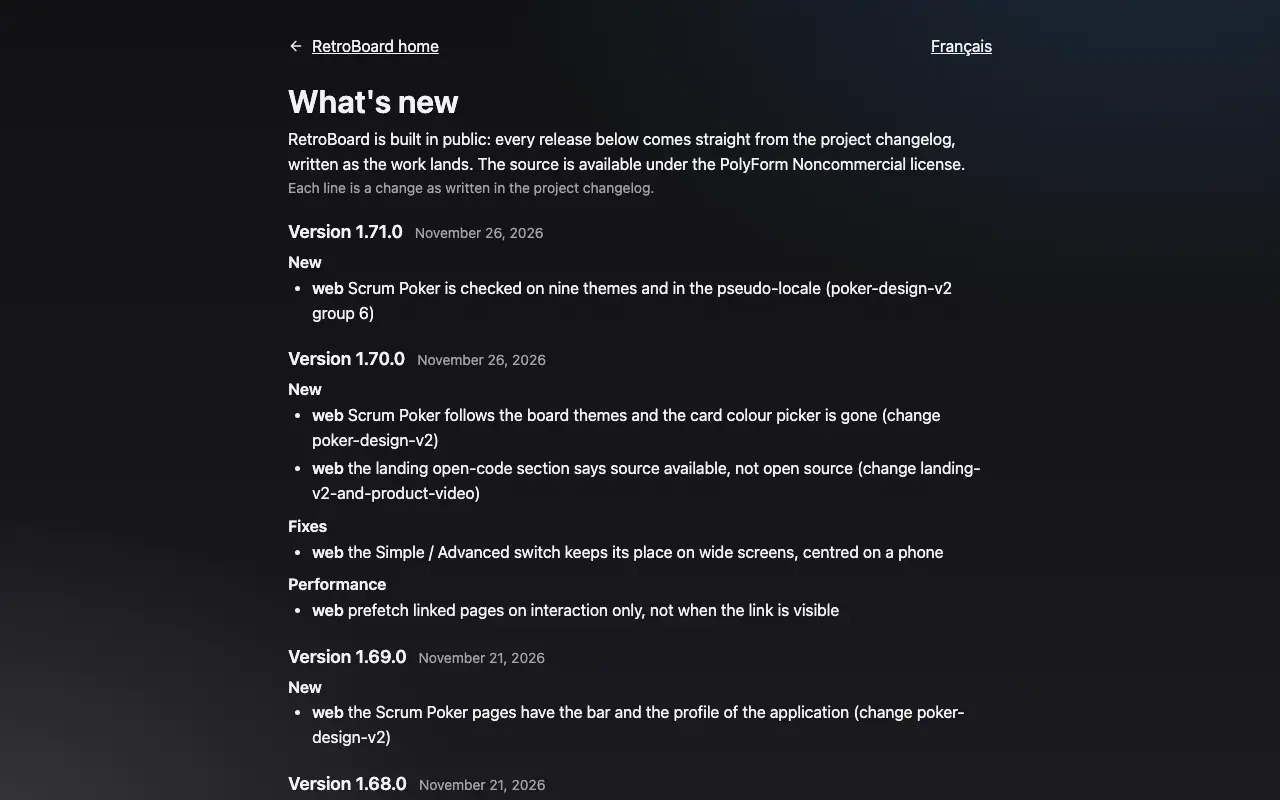 ← RetroBoard home
Français
What's new
RetroBoard is built in public: every release below comes straight from the project changelog,
written as the work lands. The source is available under the PolyForm Noncommercial license.
Each line is a change as written in the project changelog.
Version 1.71.0 November 26, 2026
New
• web Scrum Poker is checked on nine themes and in the pseudo-locale (poker-design-v2
group 6)
Version 1.70.0 November 26, 2026
New
• web Scrum Poker follows the board themes and the card colour picker is gone (change
poker-design-v2)
• web the landing open-code section says source available, not open source (change landing-
v2-and-product-video)
Fixes
• web the Simple / Advanced switch keeps its place on wide screens, centred on a phone
Performance
• web prefetch linked pages on interaction only, not when the link is visible
Version 1.69.0 November 21, 2026
New
• web the Scrum Poker pages have the bar and the profile of the application (change poker-
design-v2)
Version 1.68.0 November 21, 2026